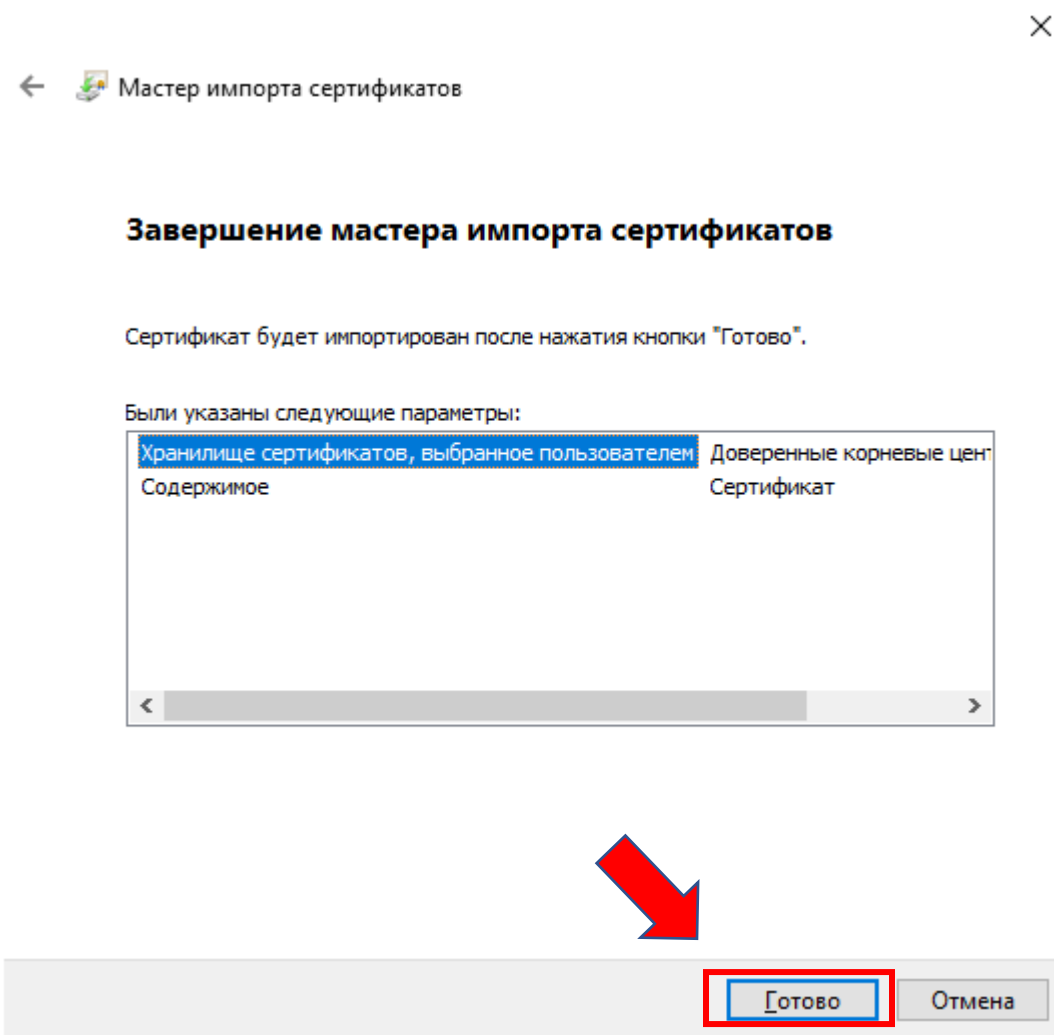 Мастер импорта сертификатов
Завершение мастера импорта сертификатов
Сертификат будет импортирован после нажатия кнопки "Готово".
Были указаны следующие параметры:
Хранилище сертификатов, выбранное пользователем Доверенные корневые цент
Содержимое Сертификат
Готово Отмена